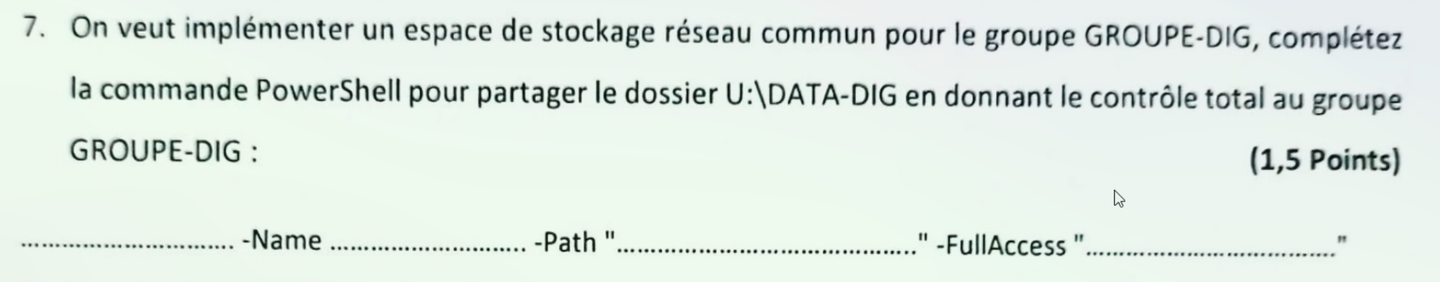 7. On veut implémenter un espace de stockage réseau commun pour le groupe GROUPE-DIG, complétez
la commande PowerShell pour partager le dossier U:\DATA-DIG en donnant le contrôle total au groupe
GROUPE-DIG : (1,5 Points)
.............................. -Name ............................ -Path "..........................................." -FullAccess "...................................."